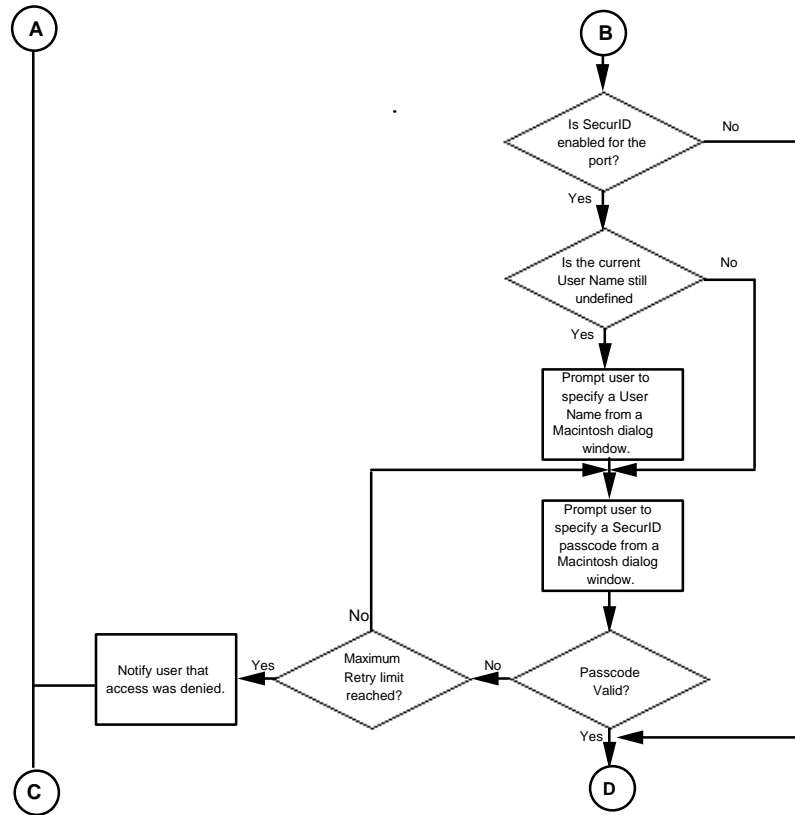 A
B
Is SecurID
enabled for the
port?
No
Yes
Is the current
User Name still
undefined
No
Yes
Prompt user to
specify a User
Name from a
Macintosh dialog
window.
Prompt user to
specify a SecurID
passcode from a
Macintosh dialog
window.
No
Notify user that
access was denied.
Yes
Maximum
Retry limit
reached?
No
Passcode
Valid?
Yes
C
D